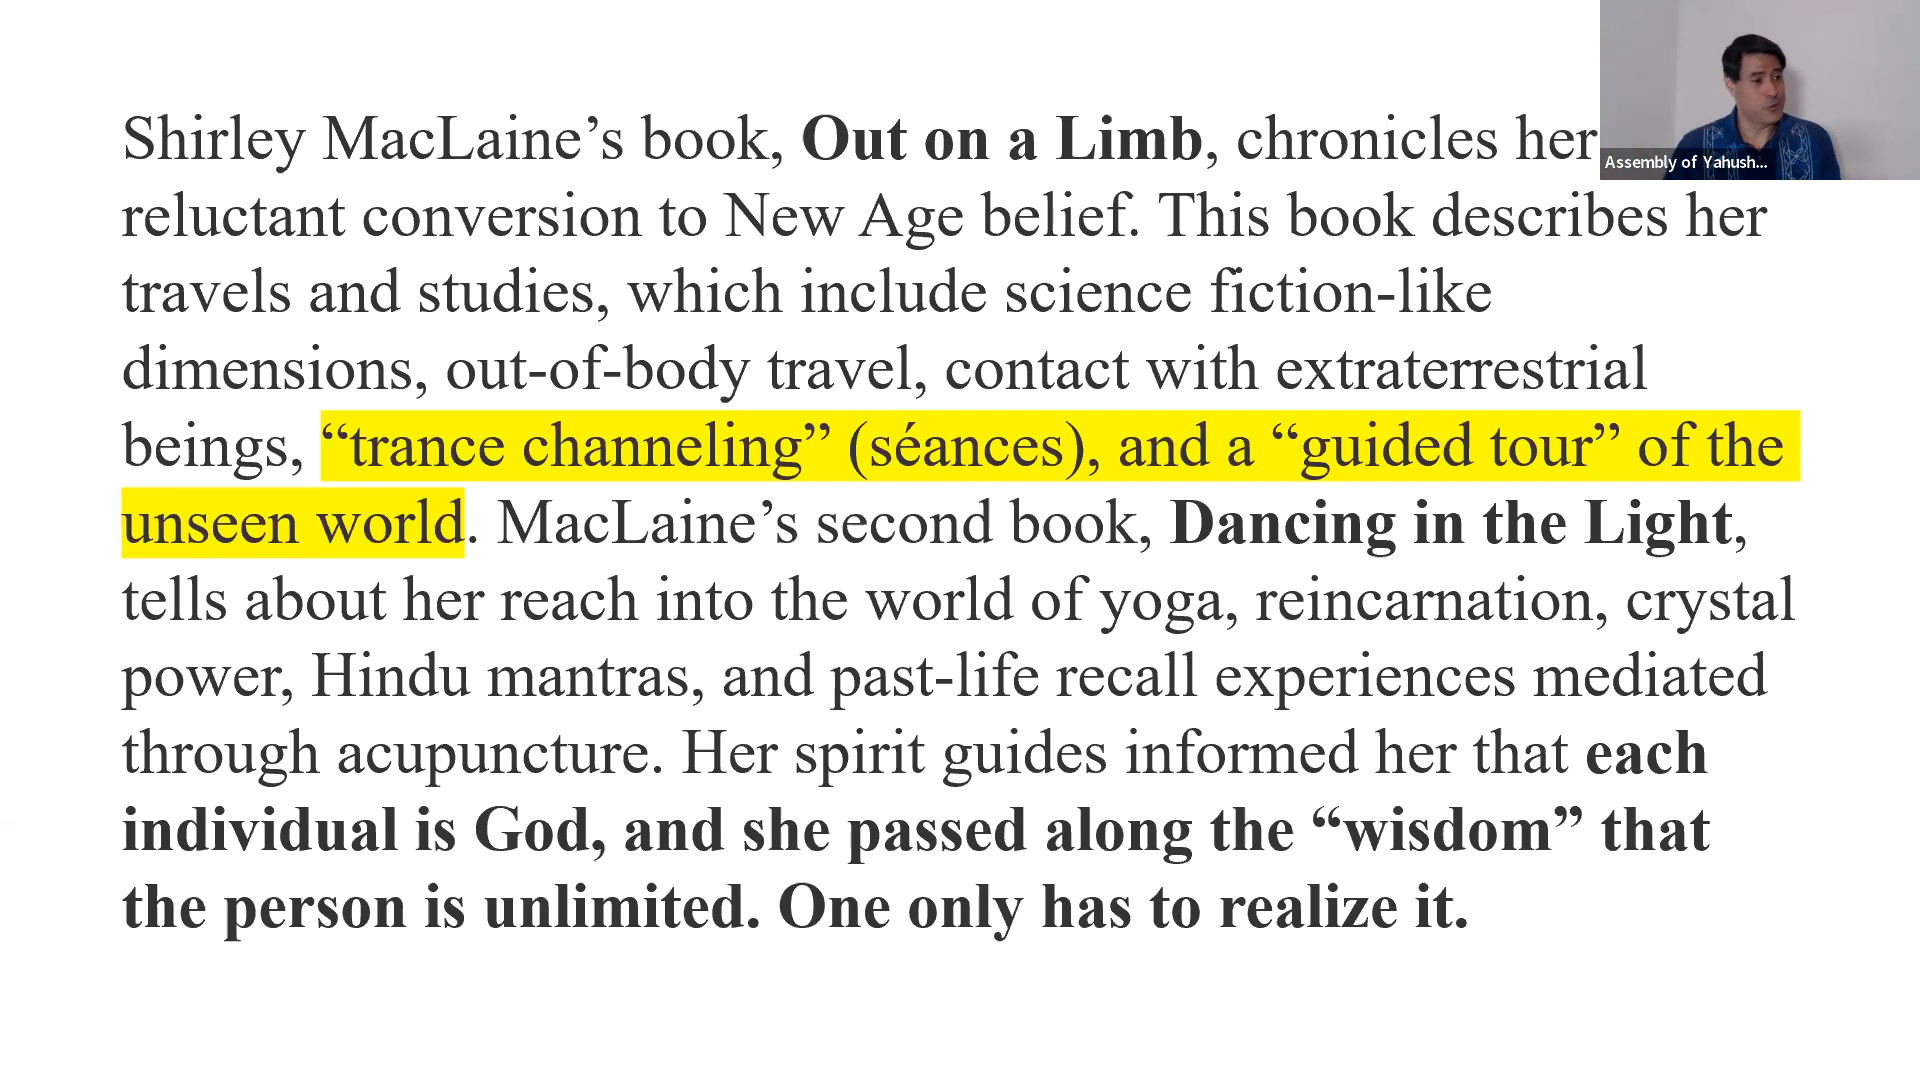 Shirley MacLaine’s book, Out on a Limb, chronicles her
reluctant conversion to New Age belief. This book describes her
travels and studies, which include science fiction-like
dimensions, out-of-body travel, contact with extraterrestrial
beings, “trance channeling” (séances), and a “guided tour” of the
unseen world. MacLaine’s second book, Dancing in the Light,
tells about her reach into the world of yoga, reincarnation, crystal
power, Hindu mantras, and past-life recall experiences mediated
through acupuncture. Her spirit guides informed her that each
individual is God, and she passed along the “wisdom” that
the person is unlimited. One only has to realize it.
Assembly of Yahush...